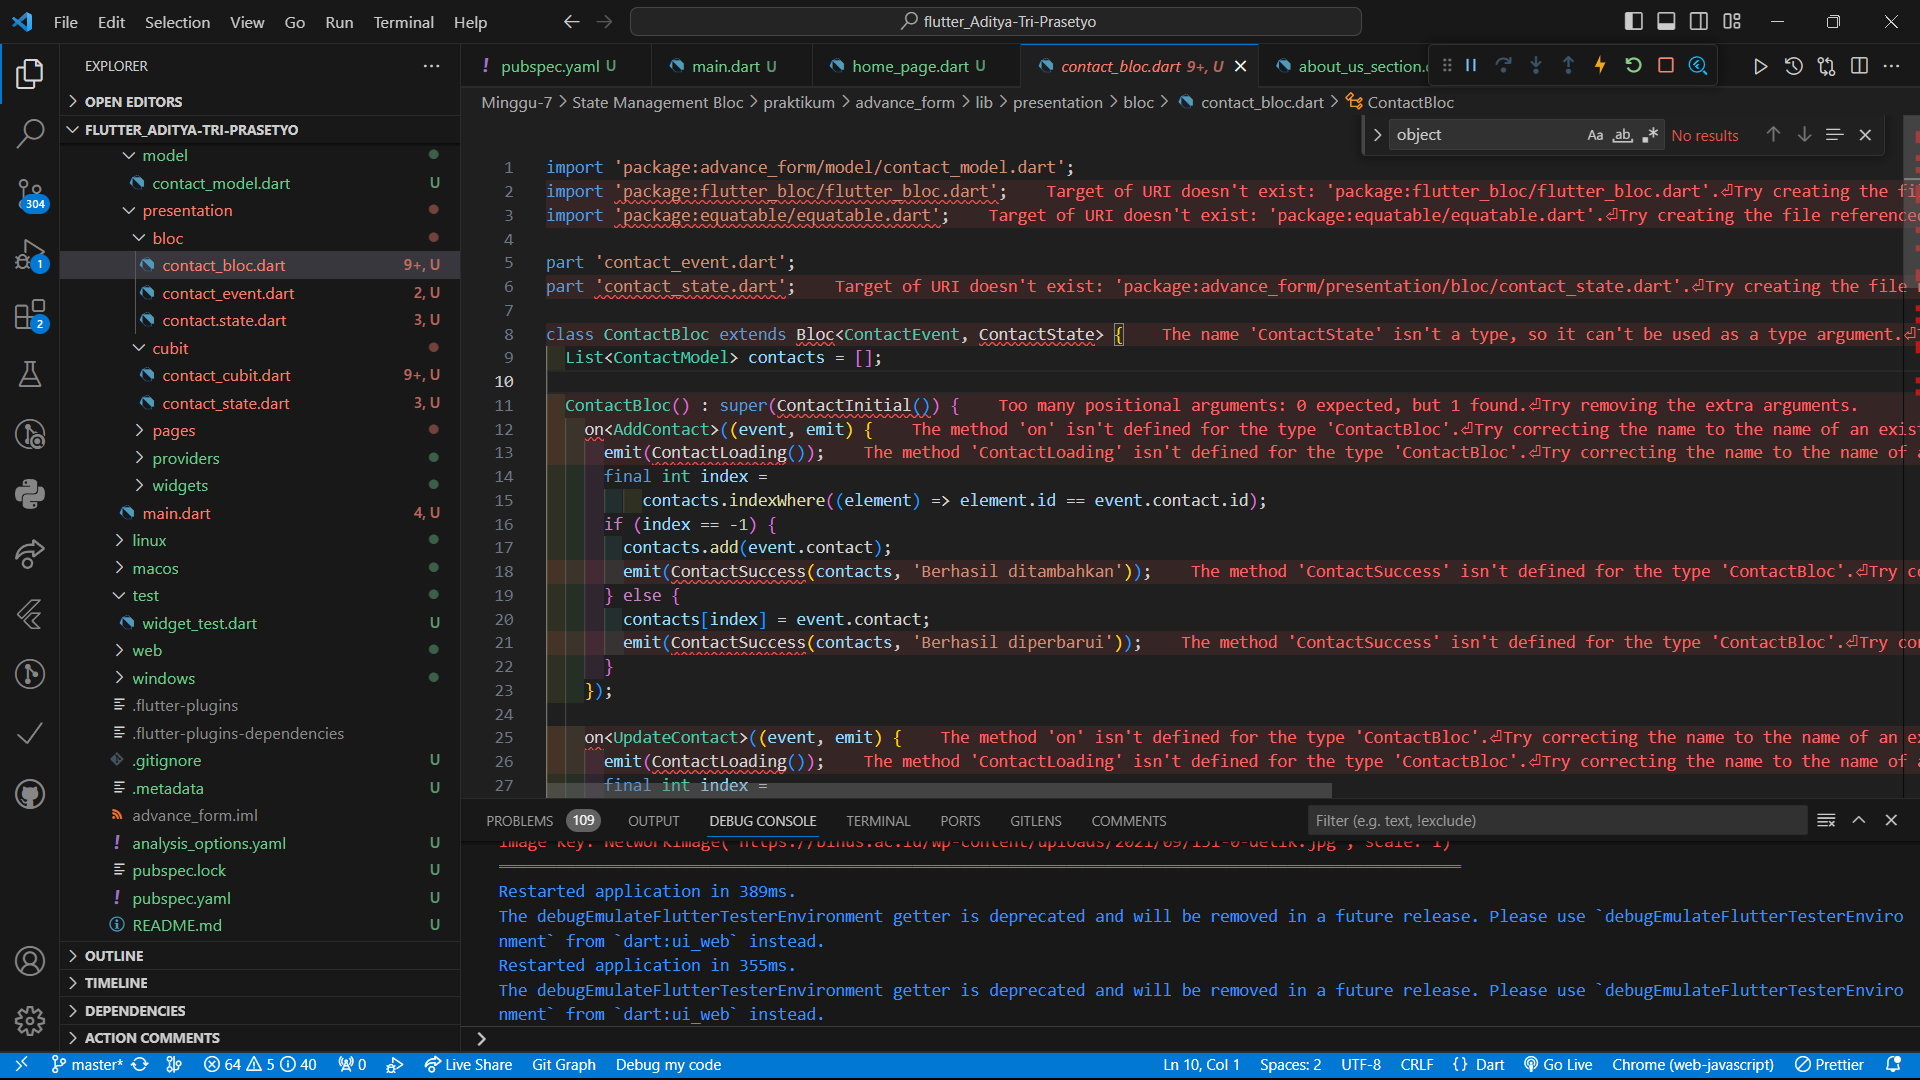 File Edit Selection View Go Run Terminal Help
flutter_Aditya-Tri-Prasetyo
EXPLORER
OPEN EDITORS
FLUTTER_ADITYA-TRI-PRASETYO
model
contact_model.dart U
presentation
bloc
contact_bloc.dart 9+, U
contact_event.dart 2, U
contact.state.dart 3, U
cubit
contact_cubit.dart 9+, U
contact_state.dart 3, U
pages
providers
widgets
main.dart 4, U
linux
macos
test
widget_test.dart U
web
windows
.flutter-plugins
.flutter-plugins-dependencies
.gitignore U
.metadata U
advance_form.iml
analysis_options.yaml U
pubspec.lock U
pubspec.yaml U
README.md U
OUTLINE
TIMELINE
DEPENDENCIES
ACTION COMMENTS
304
1
2
pubspec.yaml U main.dart U home_page.dart U contact_bloc.dart 9+, U about_us_section.
Minggu-7 > State Management Bloc > praktikum > advance_form > lib > presentation > bloc > contact_bloc.dart > ContactBloc
object Aa ab .* No results
1 import 'package:advance_form/model/contact_model.dart';
2 import 'package:flutter_bloc/flutter_bloc.dart'; Target of URI doesn't exist: 'package:flutter_bloc/flutter_bloc.dart'.⏎Try creating the fi
3 import 'package:equatable/equatable.dart'; Target of URI doesn't exist: 'package:equatable/equatable.dart'.⏎Try creating the file reference
4
5 part 'contact_event.dart';
6 part 'contact_state.dart'; Target of URI doesn't exist: 'package:advance_form/presentation/bloc/contact_state.dart'.⏎Try creating the file
7
8 class ContactBloc extends Bloc<ContactEvent, ContactState> { The name 'ContactState' isn't a type, so it can't be used as a type argument.⏎
9 List<ContactModel> contacts = [];
10
11 ContactBloc() : super(ContactInitial()) { Too many positional arguments: 0 expected, but 1 found.⏎Try removing the extra arguments.
12 on<AddContact>((event, emit) { The method 'on' isn't defined for the type 'ContactBloc'.⏎Try correcting the name to the name of an exis
13 emit(ContactLoading()); The method 'ContactLoading' isn't defined for the type 'ContactBloc'.⏎Try correcting the name to the name of
14 final int index =
15 contacts.indexWhere((element) => element.id == event.contact.id);
16 if (index == -1) {
17 contacts.add(event.contact);
18 emit(ContactSuccess(contacts, 'Berhasil ditambahkan')); The method 'ContactSuccess' isn't defined for the type 'ContactBloc'.⏎Try c
19 } else {
20 contacts[index] = event.contact;
21 emit(ContactSuccess(contacts, 'Berhasil diperbarui')); The method 'ContactSuccess' isn't defined for the type 'ContactBloc'.⏎Try co
22 }
23 });
24
25 on<UpdateContact>((event, emit) { The method 'on' isn't defined for the type 'ContactBloc'.⏎Try correcting the name to the name of an e
26 emit(ContactLoading()); The method 'ContactLoading' isn't defined for the type 'ContactBloc'.⏎Try correcting the name to the name of
27 final int index =
PROBLEMS 109 OUTPUT DEBUG CONSOLE TERMINAL PORTS GITLENS COMMENTS Filter (e.g. text, !exclude)
Restarted application in 389ms.
The debugEmulateFlutterTesterEnvironment getter is deprecated and will be removed in a future release. Please use `debugEmulateFlutterTesterEnviro
nment` from `dart:ui_web` instead.
Restarted application in 355ms.
The debugEmulateFlutterTesterEnvironment getter is deprecated and will be removed in a future release. Please use `debugEmulateFlutterTesterEnviro
nment` from `dart:ui_web` instead.
master* 64 5 40 0 Live Share Git Graph Debug my code Ln 10, Col 1 Spaces: 2 UTF-8 CRLF {} Dart Go Live Chrome (web-javascript) Prettier